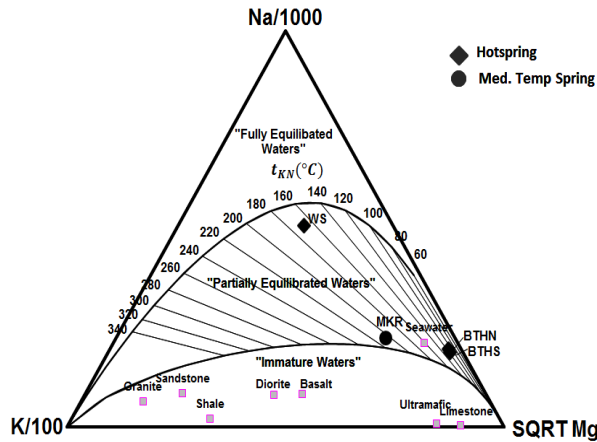 Na/1000
Hotspring
Med. Temp Spring
"Fully Equilibated
Waters"
t_KN(°C)
160
140
120
100
80
60
180
200
220
240
260
280
300
320
340
WS
"Partially Equilibrated Waters"
MKR
Seawater
BTHN
BTHS
"Immature Waters"
Granite
Sandstone
Shale
Diorite
Basalt
Ultramafic
Limestone
K/100
SQRT Mg